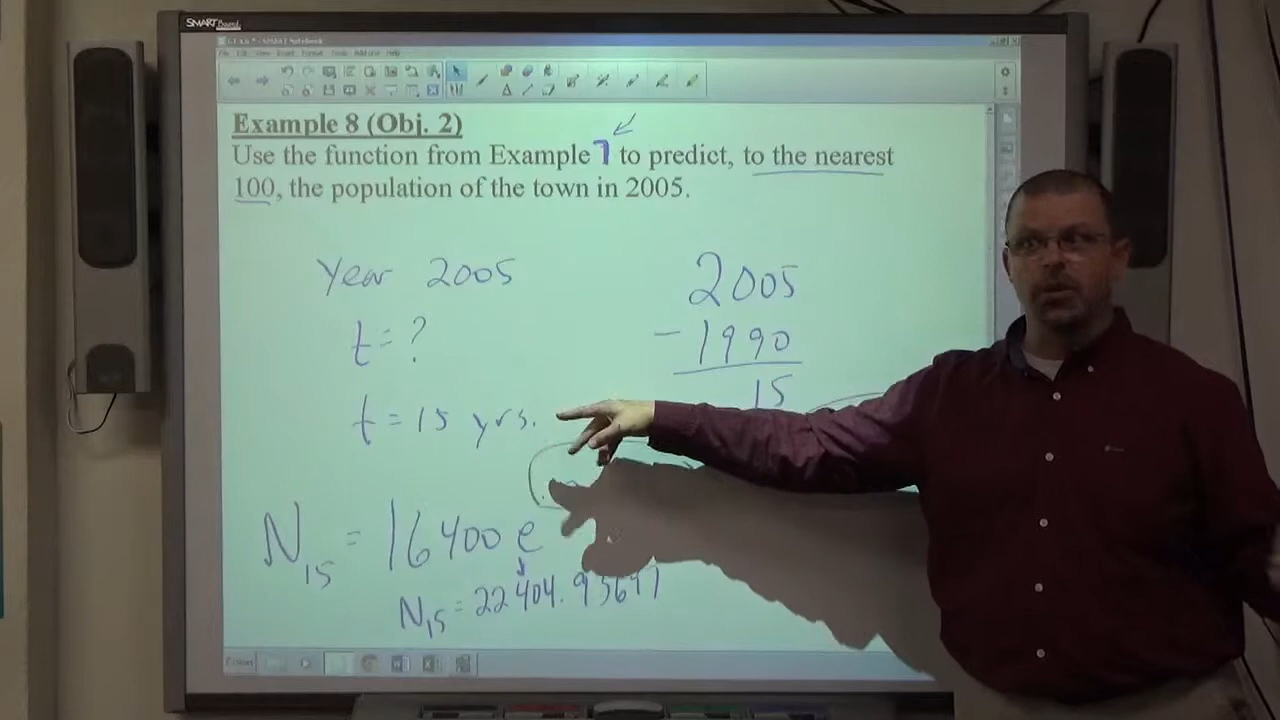 SMART Board
Example 8 (Obj. 2)
Use the function from Example 7 to predict, to the nearest
100, the population of the town in 2005.
Year 2005
t = ?
t = 15 yrs.
2005
- 1990
15
N15 = 16400 e
N15 = 22404.95697